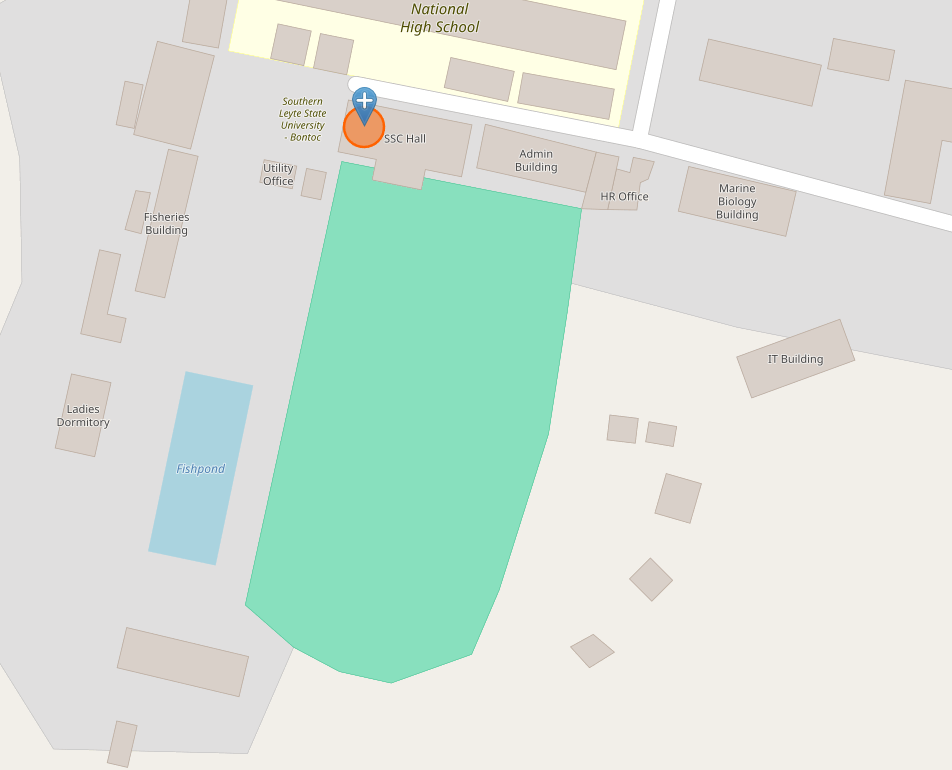 National
High School
Southern
Leyte State
University
- Bontoc
SSC Hall
Admin
Building
Utility
Office
HR Office
Marine
Biology
Building
Fisheries
Building
IT Building
Ladies
Dormitory
Fishpond